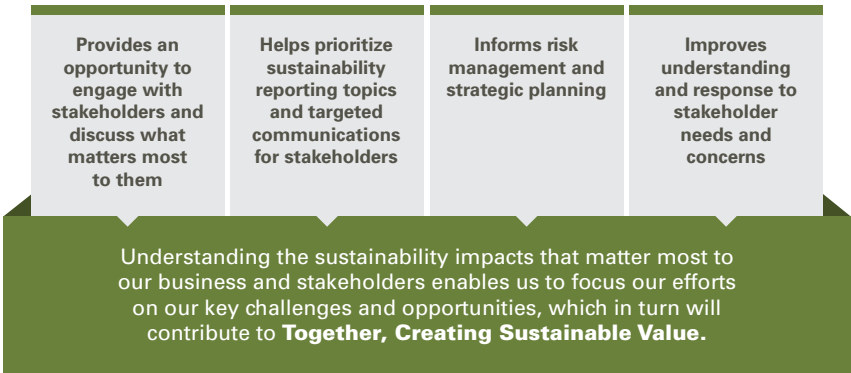 Provides an
opportunity to
engage with
stakeholders and
discuss what
matters most
to them
Helps prioritize
sustainability
reporting topics
and targeted
communications
for stakeholders
Informs risk
management and
strategic planning
Improves
understanding
and response to
stakeholder
needs and
concerns
Understanding the sustainability impacts that matter most to
our business and stakeholders enables us to focus our efforts
on our key challenges and opportunities, which in turn will
contribute to Together, Creating Sustainable Value.